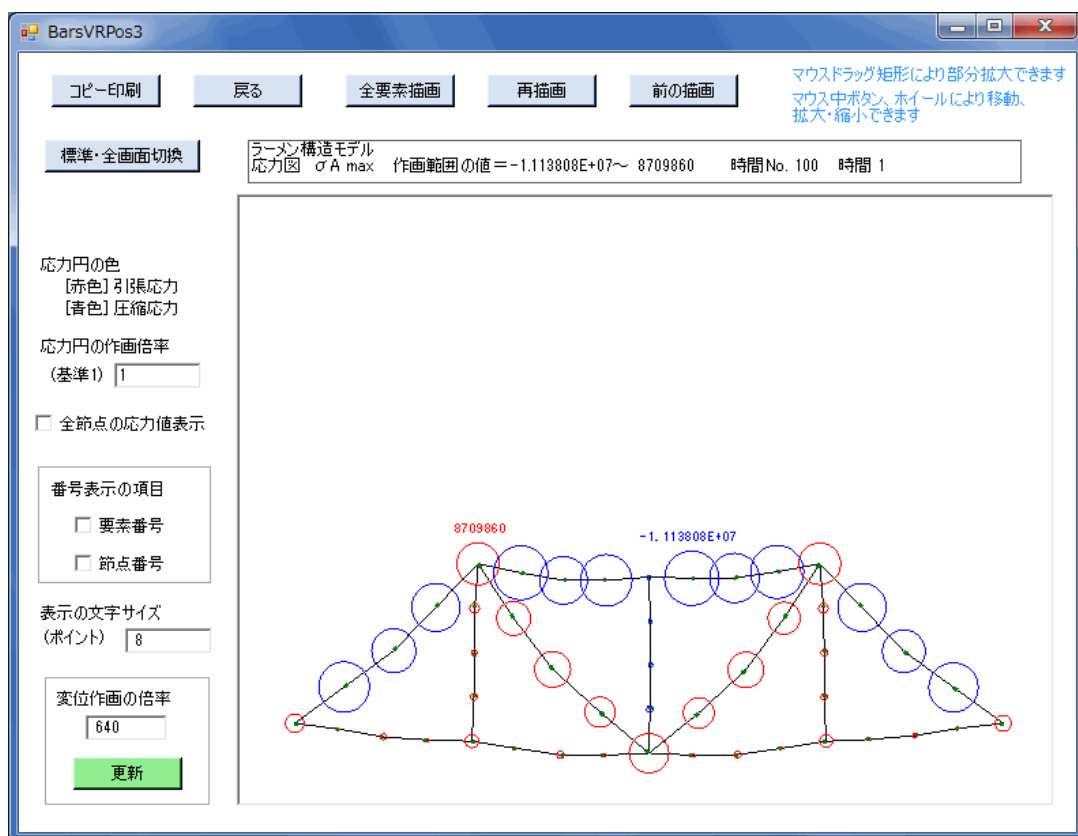 BarsVRPos3
コピー印刷
戻る
全要素描画
再描画
前の描画
マウスドラッグ矩形により部分拡大できます
マウス中ボタン、ホイールにより移動、
拡大・縮小できます
標準・全画面切換
ラーメン構造モデル
応力図 σA max 作画範囲の値=-1.113808E+07～ 8709860 時間No. 100 時間 1
応力円の色
[赤色] 引張応力
[青色] 圧縮応力
応力円の作画倍率
(基準1) 1
全節点の応力値表示
番号表示の項目
要素番号
節点番号
表示の文字サイズ
(ポイント) 8
変位作画の倍率
640
更新
8709860
-1.113808E+07